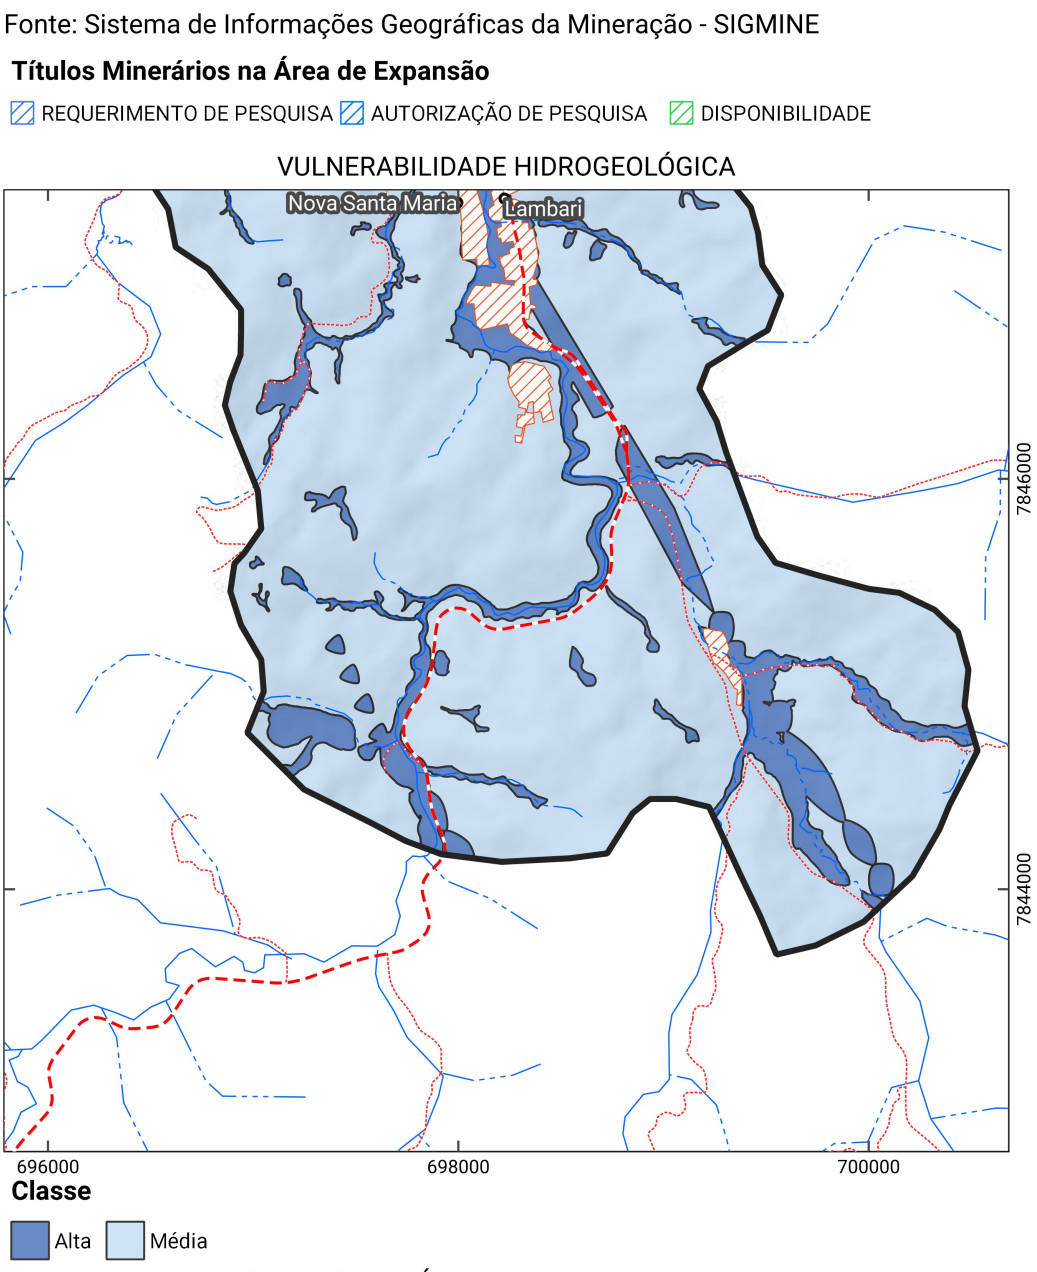 Fonte: Sistema de Informações Geográficas da Mineração - SIGMINE
Títulos Minerários na Área de Expansão
REQUERIMENTO DE PESQUISA AUTORIZAÇÃO DE PESQUISA DISPONIBILIDADE
VULNERABILIDADE HIDROGEOLÓGICA
Nova Santa Maria
Lambari
7846000
7844000
696000 698000 700000
Classe
Alta Média